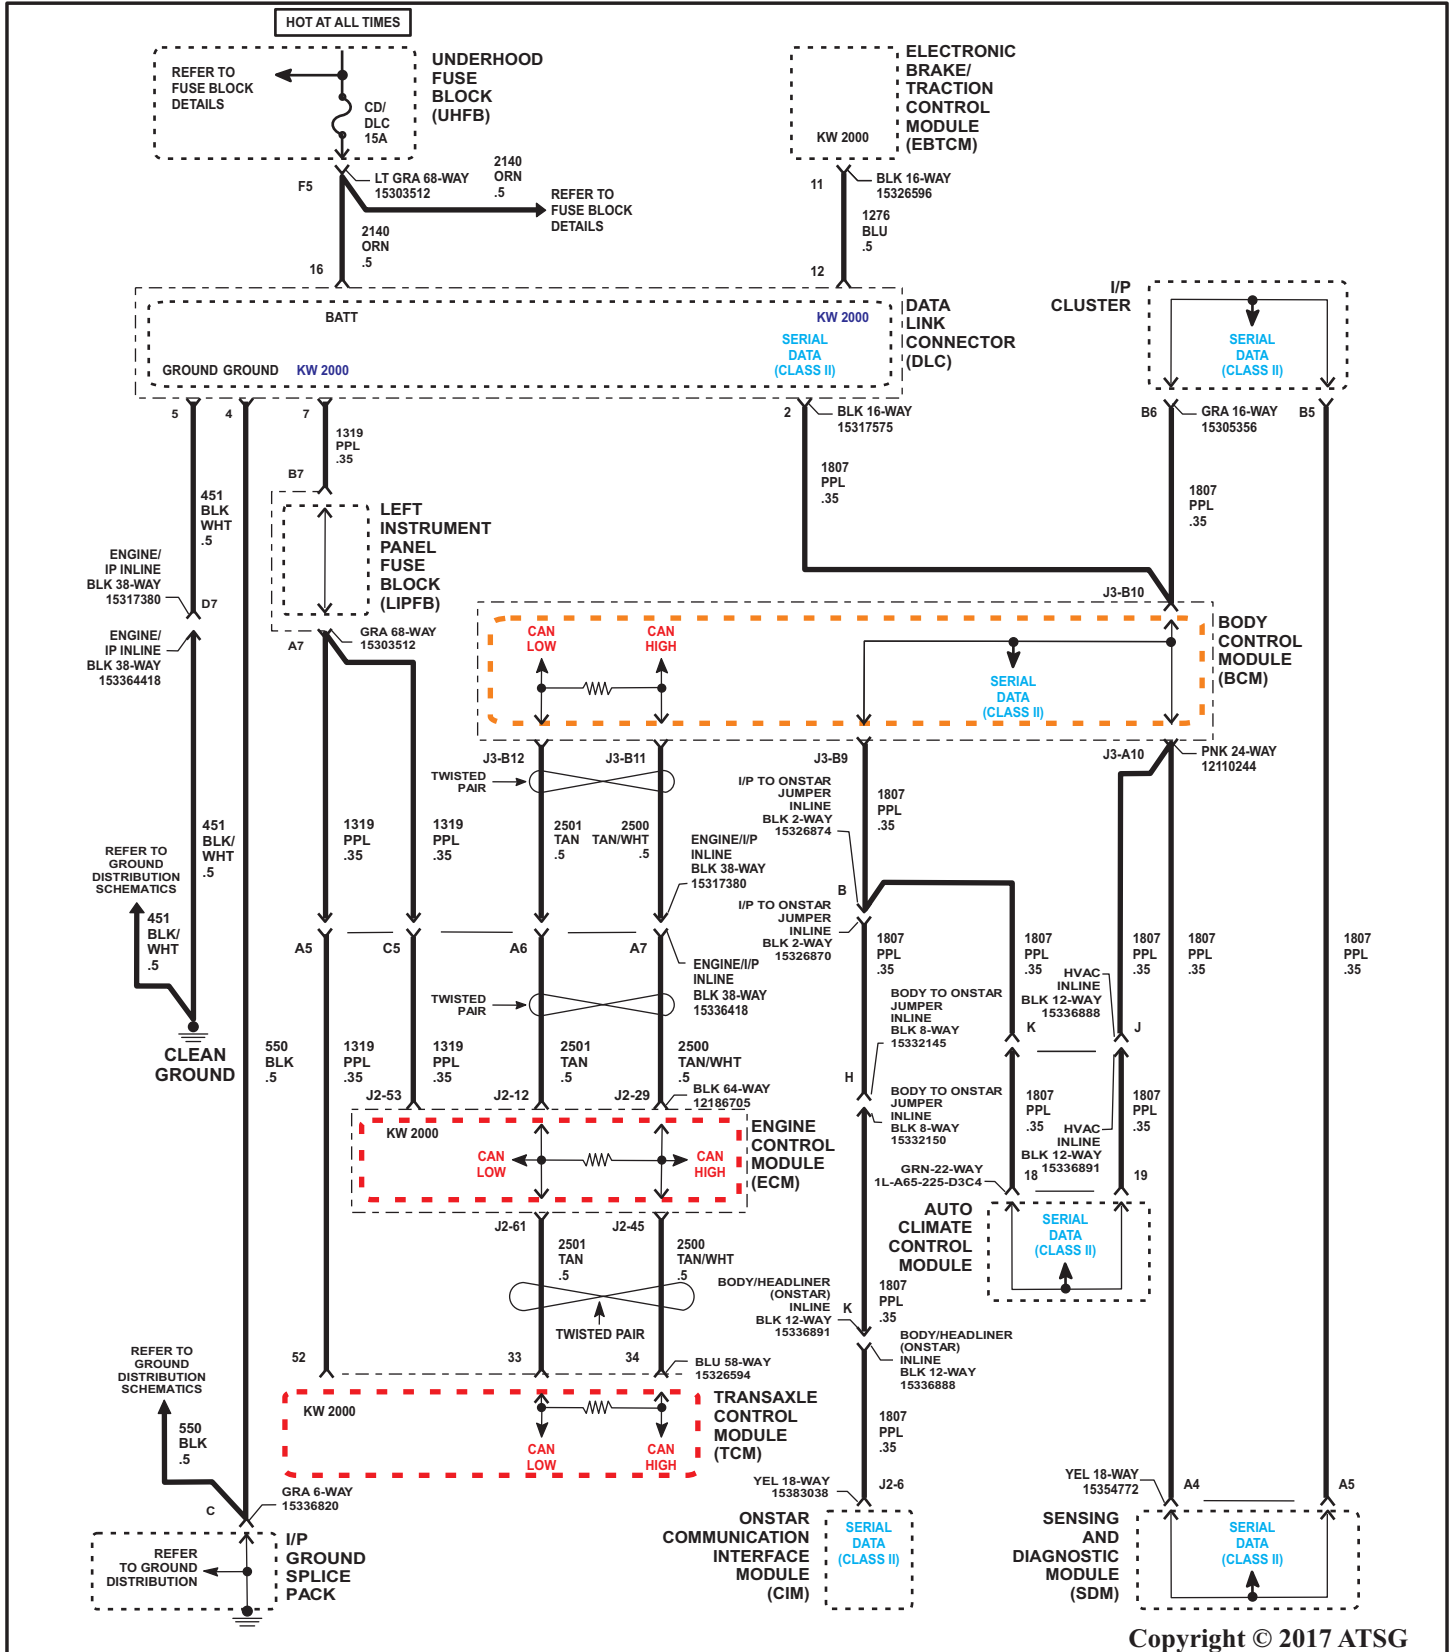 HOT AT ALL TIMES
REFER TO
FUSE BLOCK
DETAILS
CD/
DLC
15A
UNDERHOOD
FUSE
BLOCK
(UHFB)
KW 2000
ELECTRONIC
BRAKE/
TRACTION
CONTROL
MODULE
(EBTCM)
F5
LT GRA 68-WAY
15303512
2140
ORN
.5
REFER TO
FUSE BLOCK
DETAILS
11
BLK 16-WAY
15326596
2140
ORN
.5
1276
BLU
.5
16
12
BATT
KW 2000
SERIAL
DATA
(CLASS II)
GROUND
GROUND
KW 2000
DATA
LINK
CONNECTOR
(DLC)
I/P
CLUSTER
SERIAL
DATA
(CLASS II)
5
4
7
2
BLK 16-WAY
15317575
B6
GRA 16-WAY
15305356
B5
1319
PPL
.35
B7
1807
PPL
.35
1807
PPL
.35
451
BLK
WHT
.5
LEFT
INSTRUMENT
PANEL
FUSE
BLOCK
(LIPFB)
ENGINE/
IP INLINE
BLK 38-WAY
15317380
D7
ENGINE/
IP INLINE
BLK 38-WAY
153364418
A7
GRA 68-WAY
15303512
J3-B10
CAN
LOW
CAN
HIGH
SERIAL
DATA
(CLASS II)
BODY
CONTROL
MODULE
(BCM)
J3-B12
J3-B11
J3-B9
J3-A10
PNK 24-WAY
12110244
TWISTED
PAIR
I/P TO ONSTAR
JUMPER
INLINE
BLK 2-WAY
15326874
1807
PPL
.35
451
BLK/
WHT
.5
1319
PPL
.35
1319
PPL
.35
2501
TAN
.5
2500
TAN/WHT
.5
ENGINE/I/P
INLINE
BLK 38-WAY
15317380
REFER TO
GROUND
DISTRIBUTION
SCHEMATICS
451
BLK/
WHT
.5
B
I/P TO ONSTAR
JUMPER
INLINE
BLK 2-WAY
15326870
A5
C5
A6
A7
ENGINE/I/P
INLINE
BLK 38-WAY
15336418
1807
PPL
.35
1807
PPL
.35
1807
PPL
.35
1807
PPL
.35
1807
PPL
.35
HVAC
INLINE
BLK 12-WAY
15336888
TWISTED
PAIR
BODY TO ONSTAR
JUMPER
INLINE
BLK 8-WAY
15332145
K
J
CLEAN
GROUND
550
BLK
.5
1319
PPL
.35
1319
PPL
.35
2501
TAN
.5
2500
TAN/WHT
.5
J2-53
J2-12
J2-29
BLK 64-WAY
12186705
H
BODY TO ONSTAR
JUMPER
INLINE
BLK 8-WAY
15332150
1807
PPL
.35
1807
PPL
.35
HVAC
INLINE
BLK 12-WAY
15336891
KW 2000
CAN
LOW
CAN
HIGH
ENGINE
CONTROL
MODULE
(ECM)
GRN-22-WAY
1L-A65-225-D3C4
18
19
J2-61
J2-45
AUTO
CLIMATE
CONTROL
MODULE
SERIAL
DATA
(CLASS II)
2501
TAN
.5
2500
TAN/WHT
.5
TWISTED PAIR
BODY/HEADLINER
(ONSTAR)
INLINE
BLK 12-WAY
15336891
K
1807
PPL
.35
BODY/HEADLINER
(ONSTAR)
INLINE
BLK 12-WAY
15336888
REFER TO
GROUND
DISTRIBUTION
SCHEMATICS
52
33
34
BLU 58-WAY
15326594
KW 2000
CAN
LOW
CAN
HIGH
TRANSAXLE
CONTROL
MODULE
(TCM)
550
BLK
.5
1807
PPL
.35
C
GRA 6-WAY
15336820
YEL 18-WAY
15383038
J2-6
YEL 18-WAY
15354772
A4
A5
REFER
TO GROUND
DISTRIBUTION
I/P
GROUND
SPLICE
PACK
ONSTAR
COMMUNICATION
INTERFACE
MODULE
(CIM)
SERIAL
DATA
(CLASS II)
SENSING
AND
DIAGNOSTIC
MODULE
(SDM)
SERIAL
DATA
(CLASS II)
Copyright © 2017 ATSG